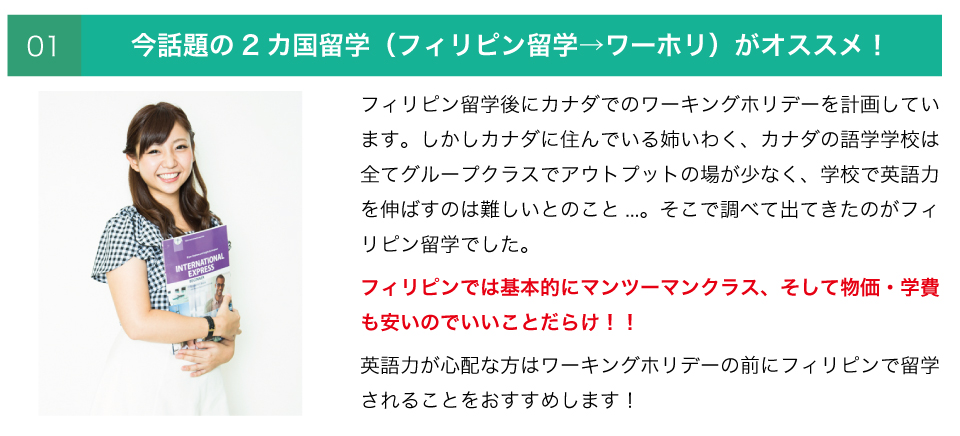 01
今話題の2カ国留学（フィリピン留学→ワーホリ）がオススメ！
フィリピン留学後にカナダでのワーキングホリデーを計画してい
ます。しかしカナダに住んでいる姉いわく、カナダの語学学校は
全てグループクラスでアウトプットの場が少なく、学校で英語力
を伸ばすのは難しいとのこと...。そこで調べて出てきたのがフィ
リピン留学でした。
フィリピンでは基本的にマンツーマンクラス、そして物価・学費
も安いのでいいことだらけ！！
英語力が心配な方はワーキングホリデーの前にフィリピンで留学
されることをおすすめします！
INTERNATIONAL
EXPRESS